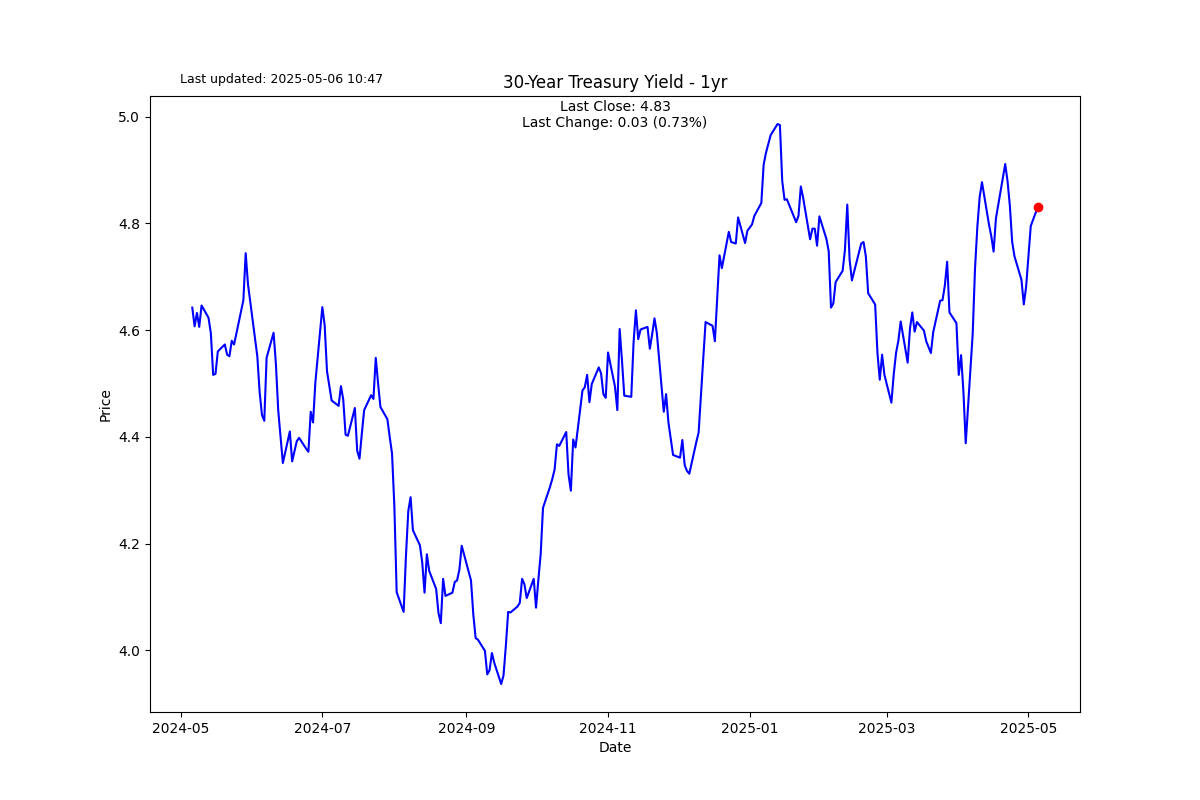 Last updated: 2025-05-06 10:47
30-Year Treasury Yield - 1yr
Last Close: 4.83
Last Change: 0.03 (0.73%)
5.0
4.8
4.6
4.4
4.2
4.0
Price
2024-05
2024-07
2024-09
2024-11
2025-01
2025-03
2025-05
Date